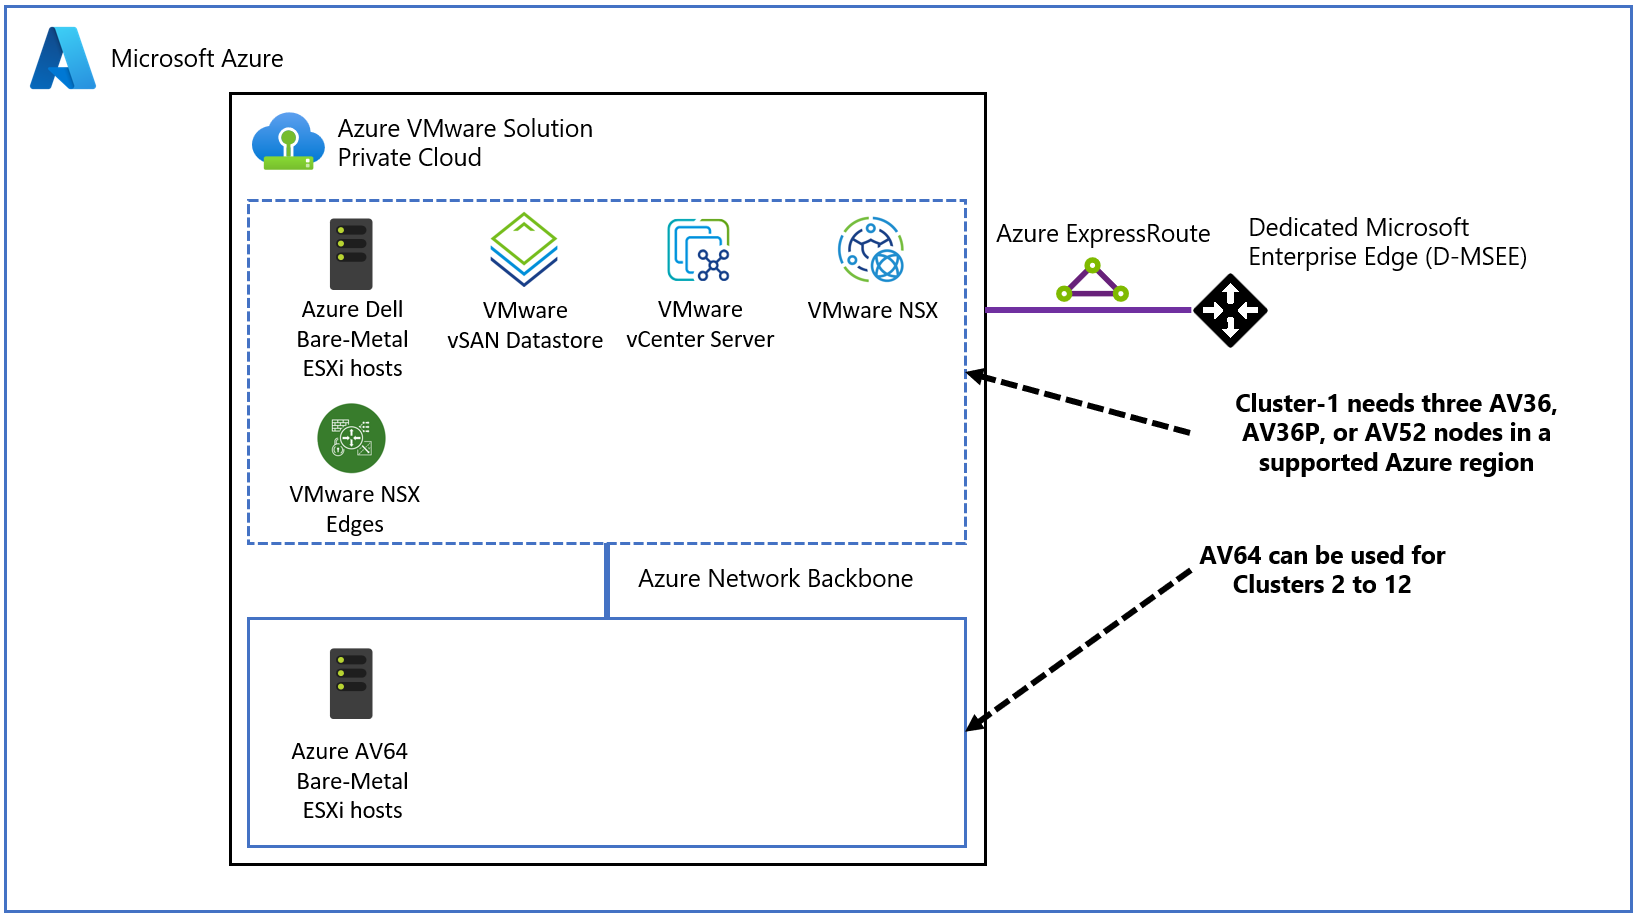 Microsoft Azure
Azure VMware Solution
Private Cloud
Azure Dell
Bare-Metal
ESXi hosts
VMware
vSAN Datastore
VMware
vCenter Server
VMware NSX
VMware NSX
Edges
Azure ExpressRoute
Dedicated Microsoft
Enterprise Edge (D-MSEE)
Cluster-1 needs three AV36,
AV36P, or AV52 nodes in a
supported Azure region
Azure Network Backbone
AV64 can be used for
Clusters 2 to 12
Azure AV64
Bare-Metal
ESXi hosts